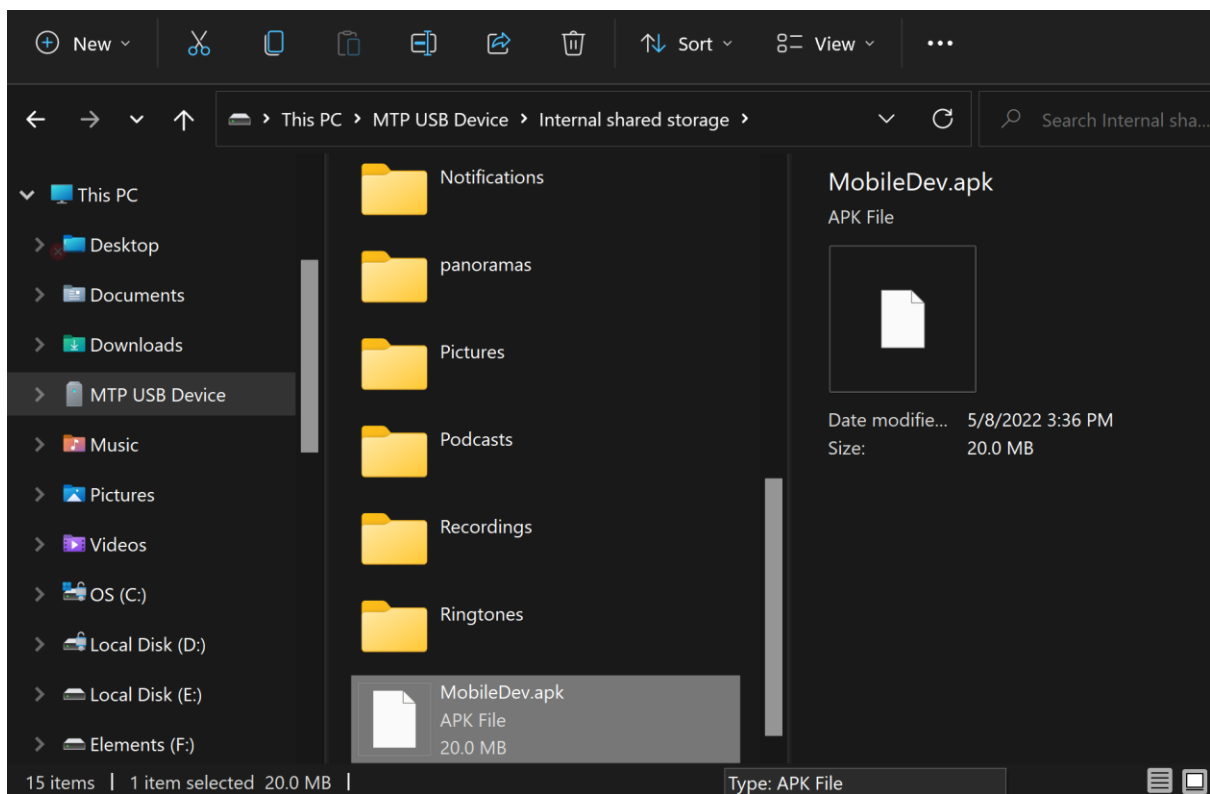 New
Sort
View
This PC
MTP USB Device
Internal shared storage
Search Internal sha...
This PC
Desktop
Documents
Downloads
MTP USB Device
Music
Pictures
Videos
OS (C:)
Local Disk (D:)
Local Disk (E:)
Elements (F:)
Notifications
panoramas
Pictures
Podcasts
Recordings
Ringtones
MobileDev.apk
APK File
20.0 MB
MobileDev.apk
APK File
Date modifie... 5/8/2022 3:36 PM
Size: 20.0 MB
15 items
1 item selected 20.0 MB
Type: APK File